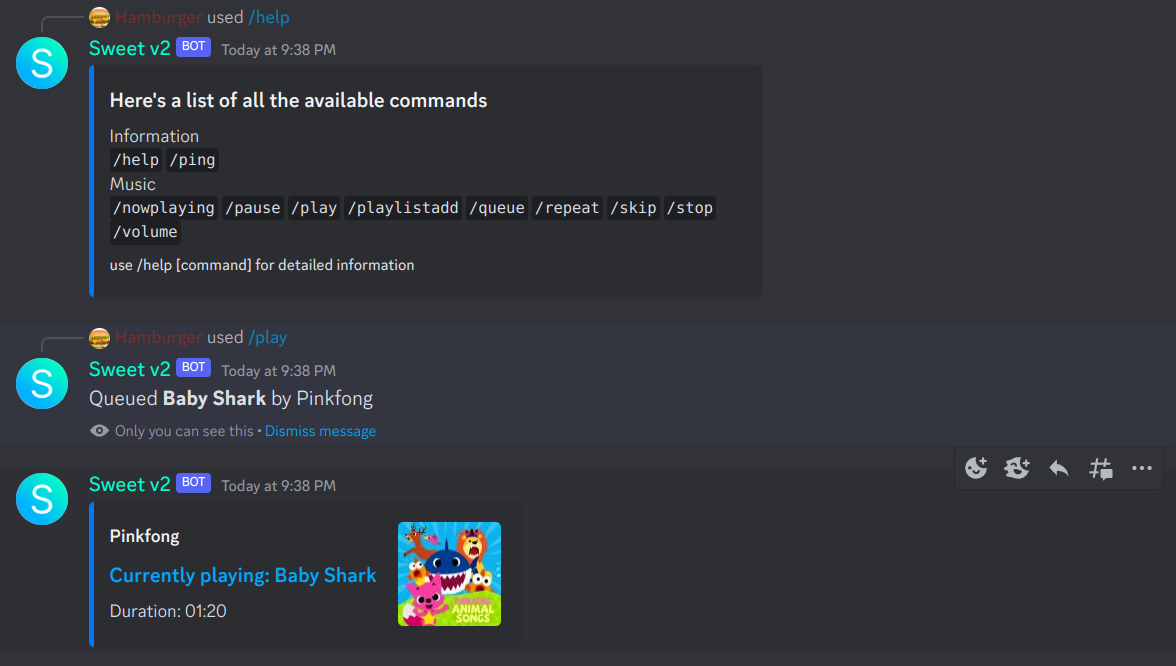 Hamburger used /help
S
Sweet v2 BOT Today at 9:38 PM
Here's a list of all the available commands
Information
/help /ping
Music
/nowplaying /pause /play /playlistadd /queue /repeat /skip /stop
/volume
use /help [command] for detailed information
Hamburger used /play
S
Sweet v2 BOT Today at 9:38 PM
Queued Baby Shark by Pinkfong
Only you can see this • Dismiss message
S
Sweet v2 BOT Today at 9:38 PM
Pinkfong
Currently playing: Baby Shark
Duration: 01:20
ANIMAL
SONGS